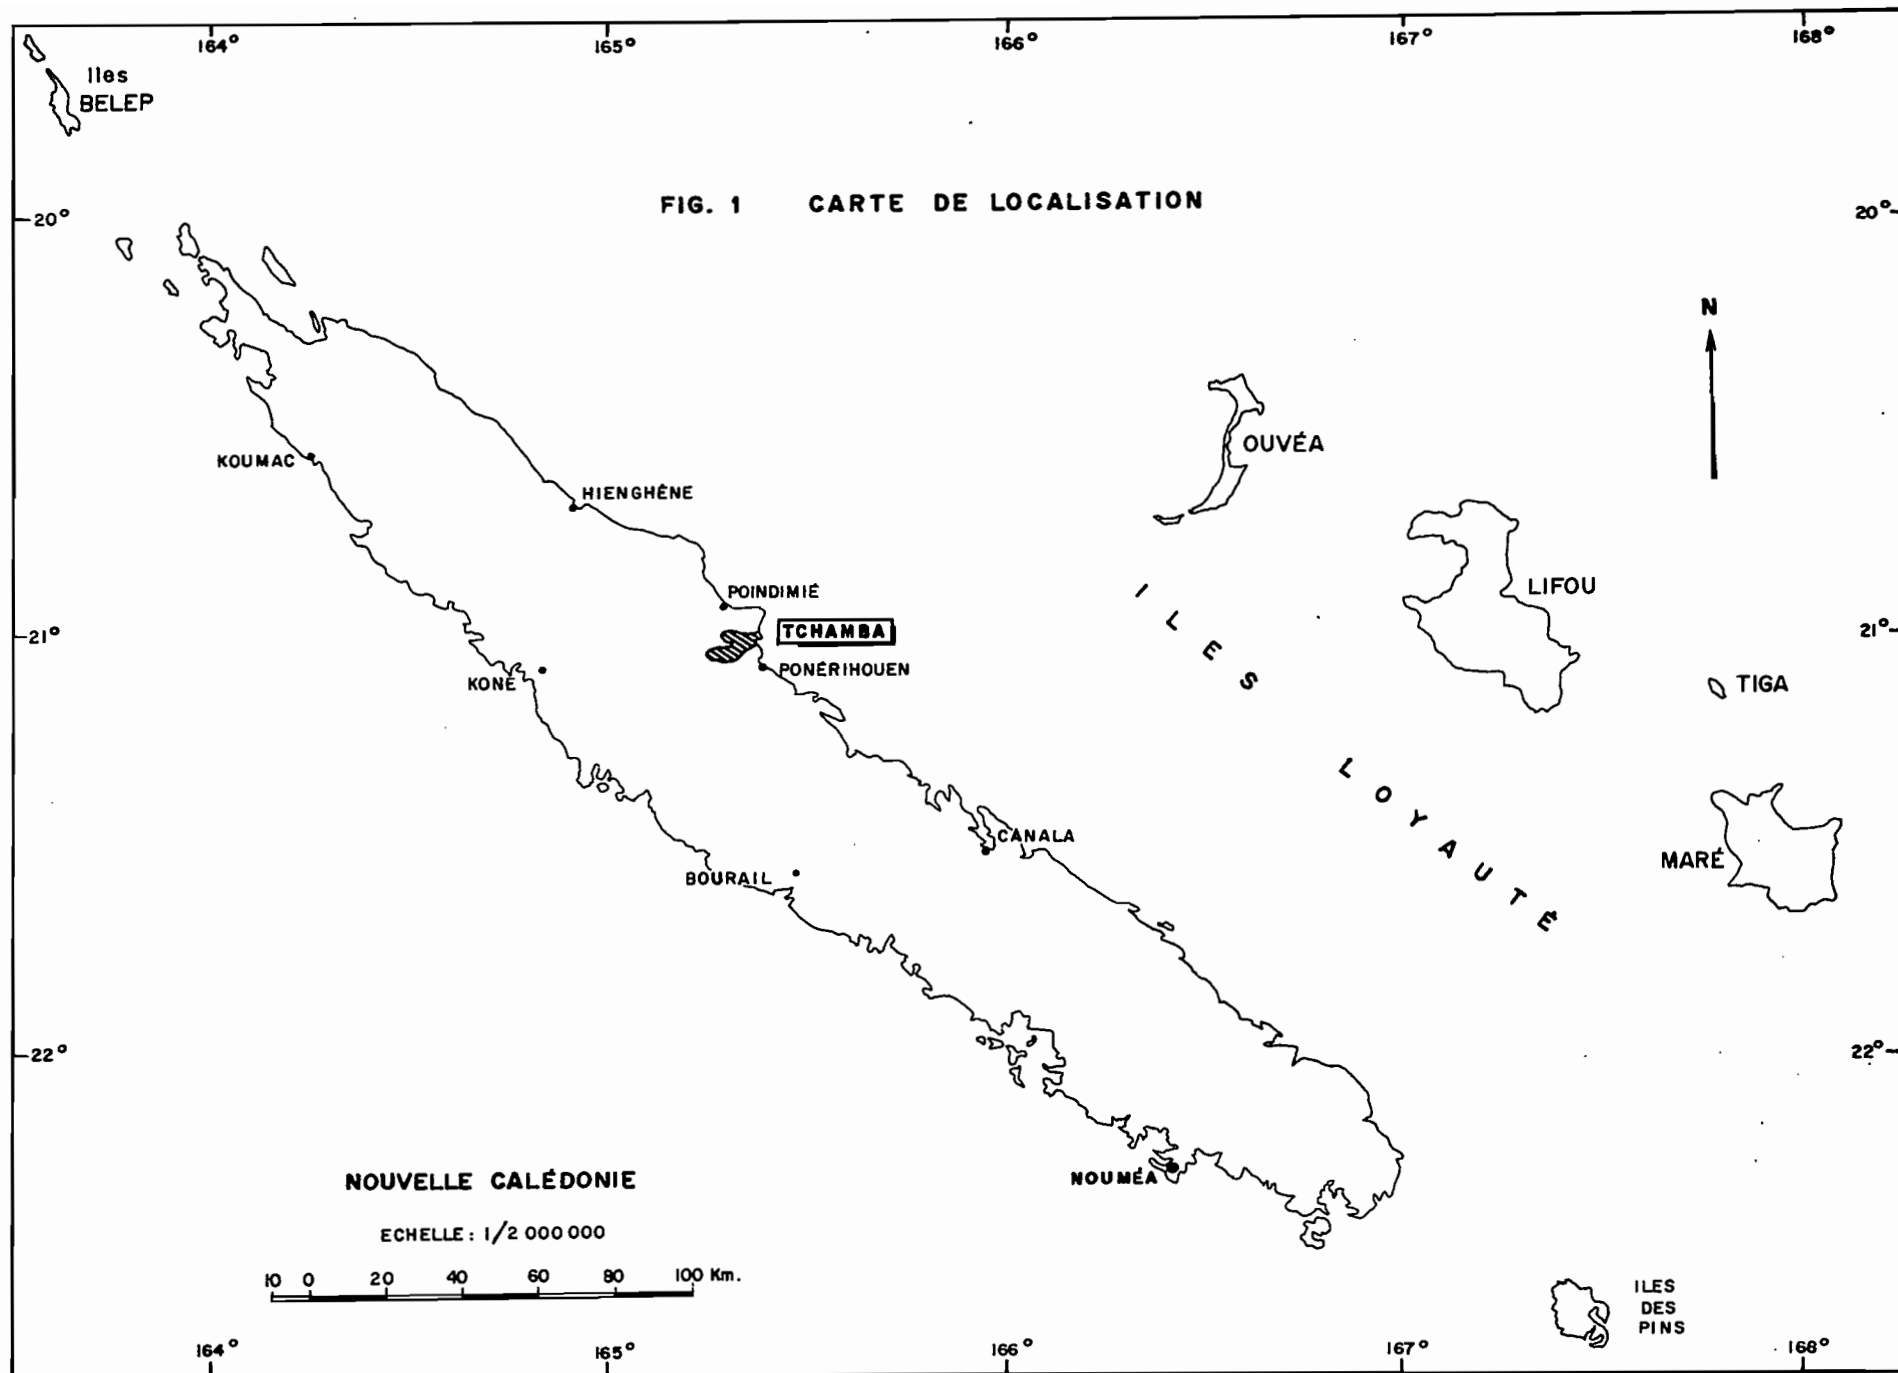 164° 165° 166° 167° 168°
Iles
BELEP
20° 20°
FIG. 1 CARTE DE LOCALISATION
N
OUVÉA
KOUMAC
HIENGHÊNE
LIFOU
POINDIMIÉ
21° TCHAMBA 21°
PONÉRIHOUEN
KONÉ
TIGA
ILES LOYAUTÉ
CANALA
MARÉ
BOURAIL
22° 22°
NOUMÉA
NOUVELLE CALÉDONIE
ECHELLE : 1/2 000 000
10 0 20 40 60 80 100 Km.
ILES
DES
PINS
164° 165° 166° 167° 168°